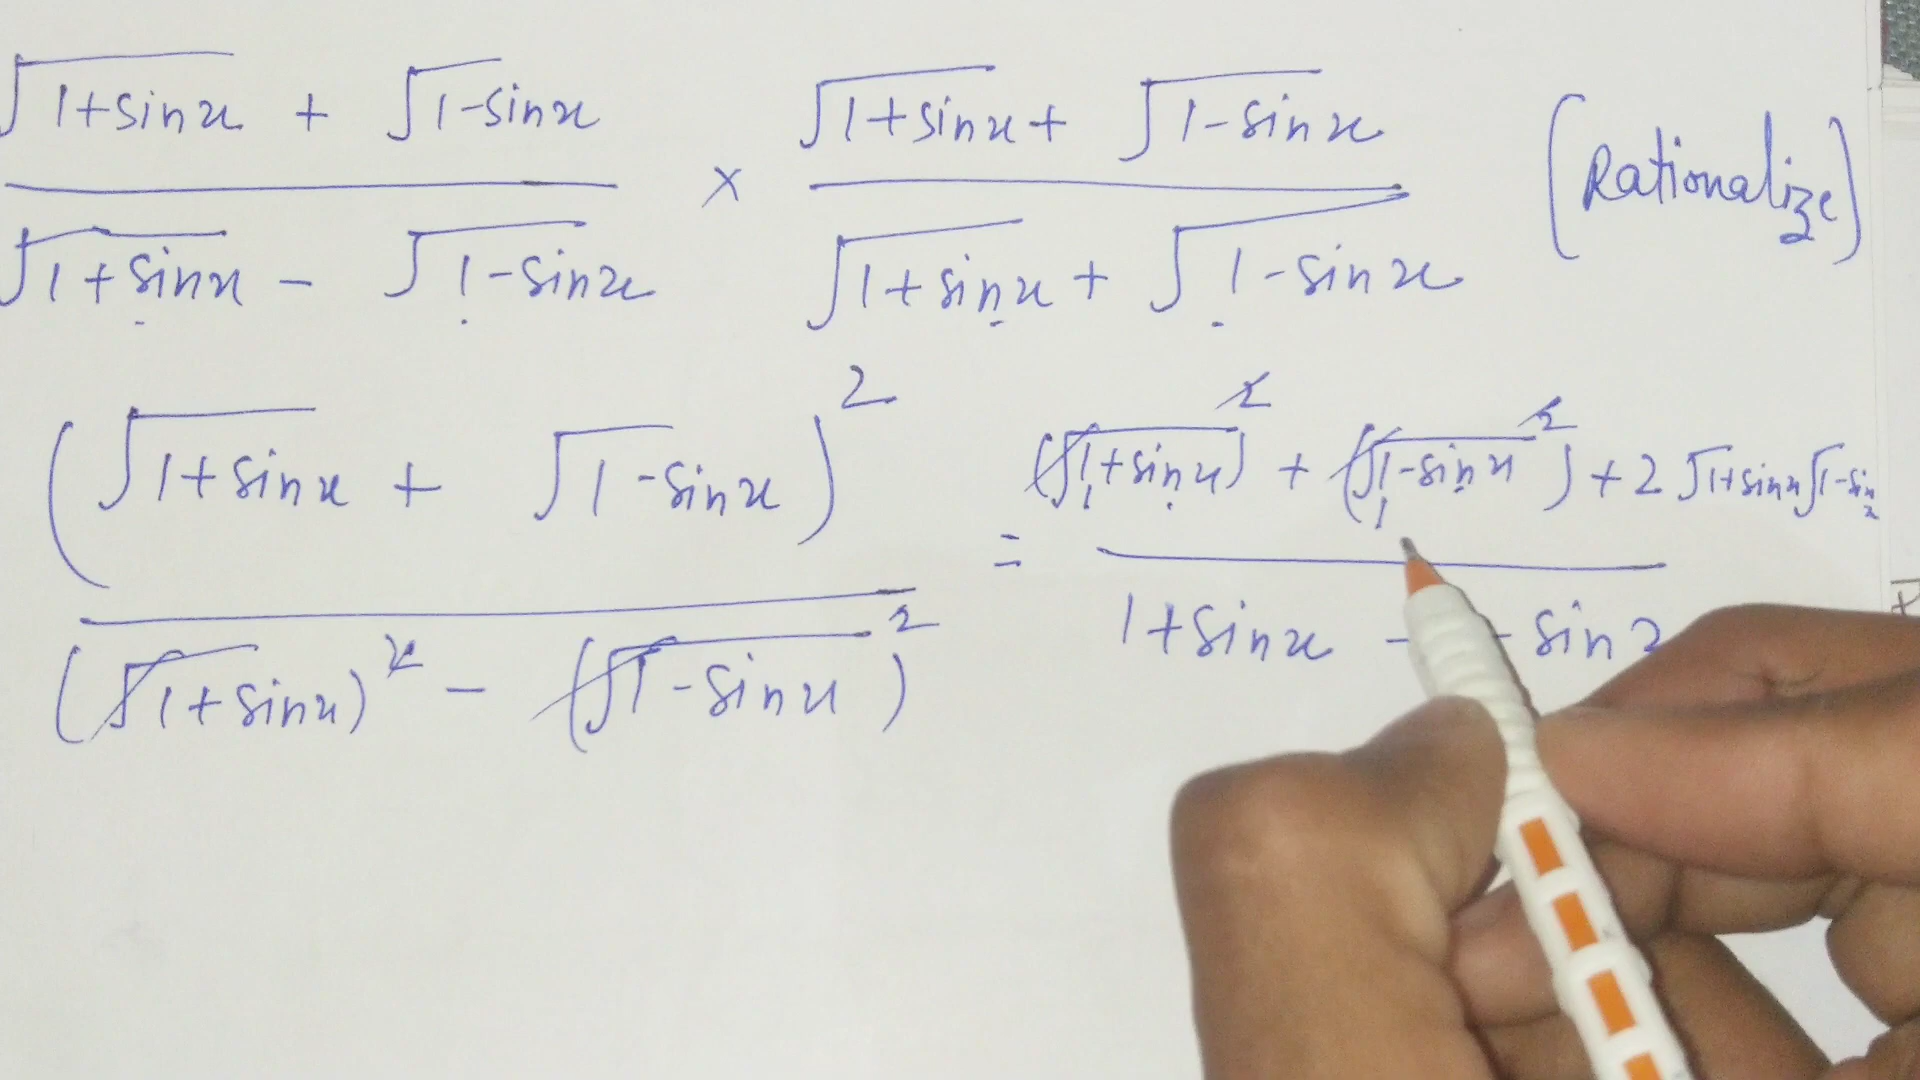 √1+sinx + √1-sinx × √1+sinx + √1-sinx (Rationalize)
√1+sinx - √1-sinx √1+sinx + √1-sinx
(√1+sinx + √1-sinx)² = (√1+sinx)² + (√1-sinx)² + 2√1+sinx√1-sinx
(√1+sinx)² - (√1-sinx)² 1+sinx - - sin